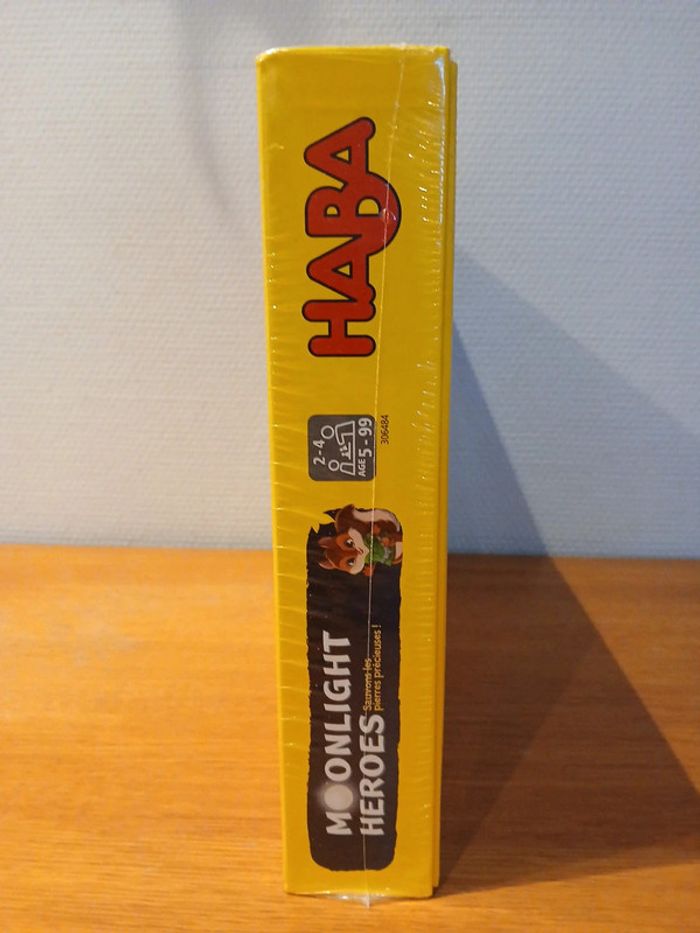 HABA
2-4
AGE 5 - 99
306484
MOONLIGHT
HEROES
Sauvons les
pierres précieuses !